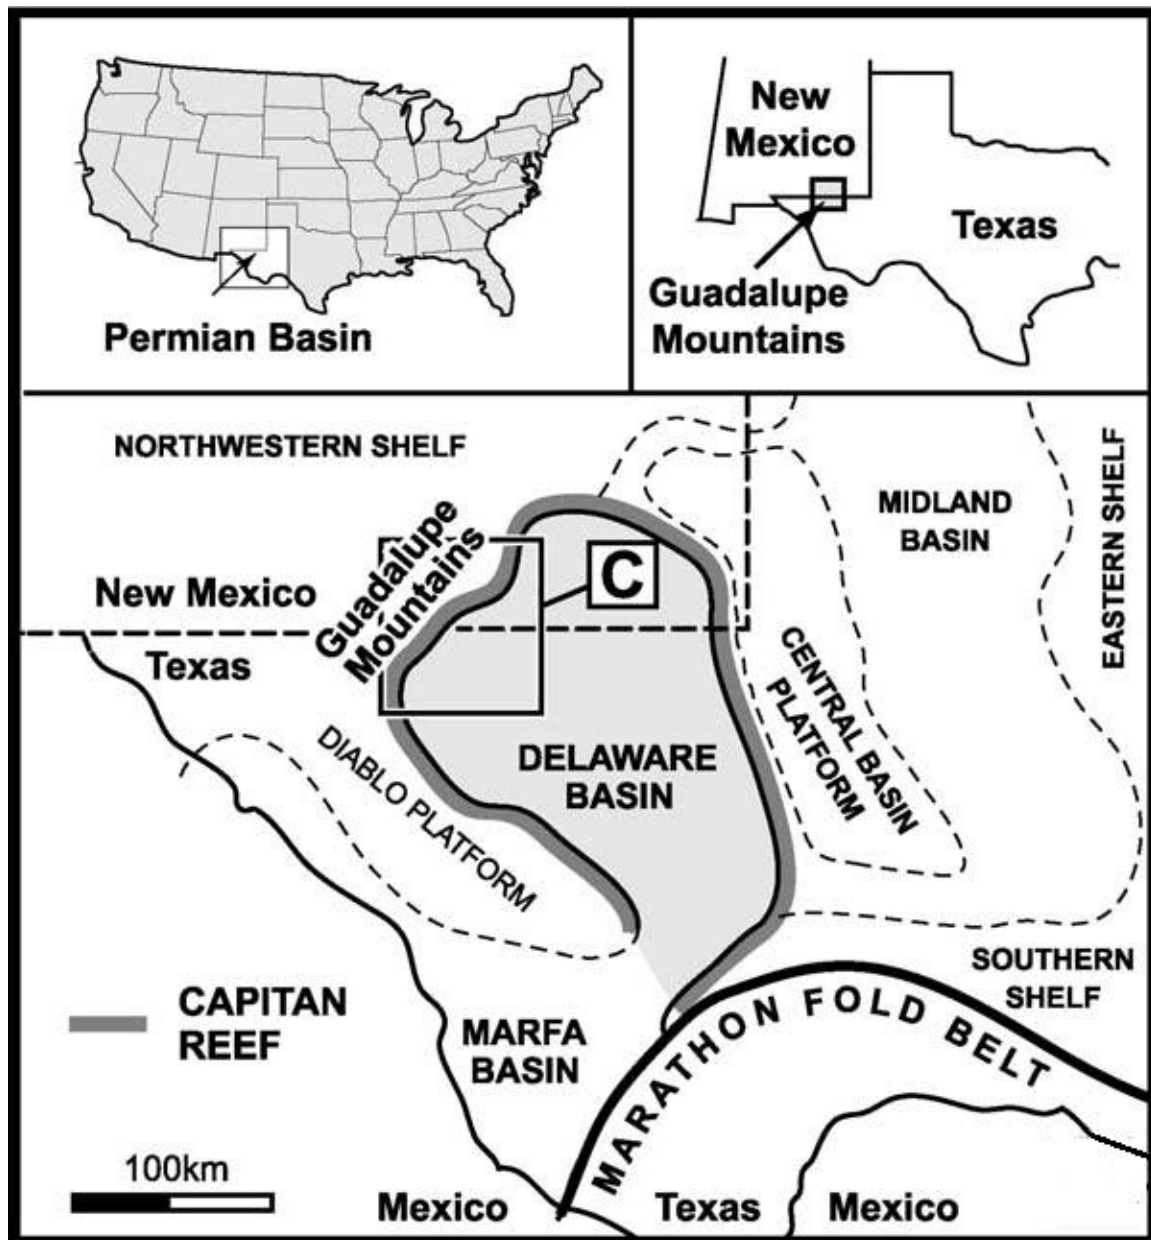 Permian Basin
New
Mexico
Texas
Guadalupe
Mountains
NORTHWESTERN SHELF
Guadalupe
Mountains
C
MIDLAND
BASIN
EASTERN SHELF
New Mexico
Texas
CENTRAL BASIN
PLATFORM
DELAWARE
BASIN
DIABLO PLATFORM
CAPITAN
REEF
MARFA
BASIN
SOUTHERN
SHELF
MARATHON FOLD BELT
100km
Mexico
Texas
Mexico